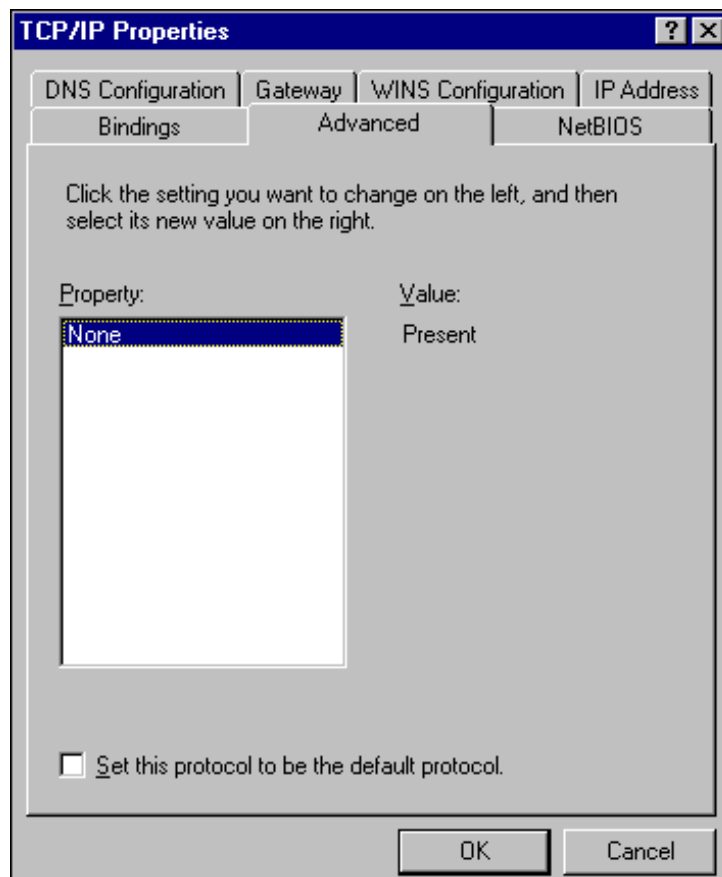 TCP/IP Properties
DNS Configuration Gateway WINS Configuration IP Address
Bindings Advanced NetBIOS
Click the setting you want to change on the left, and then
select its new value on the right.
Property: Value:
None Present
Set this protocol to be the default protocol.
OK Cancel